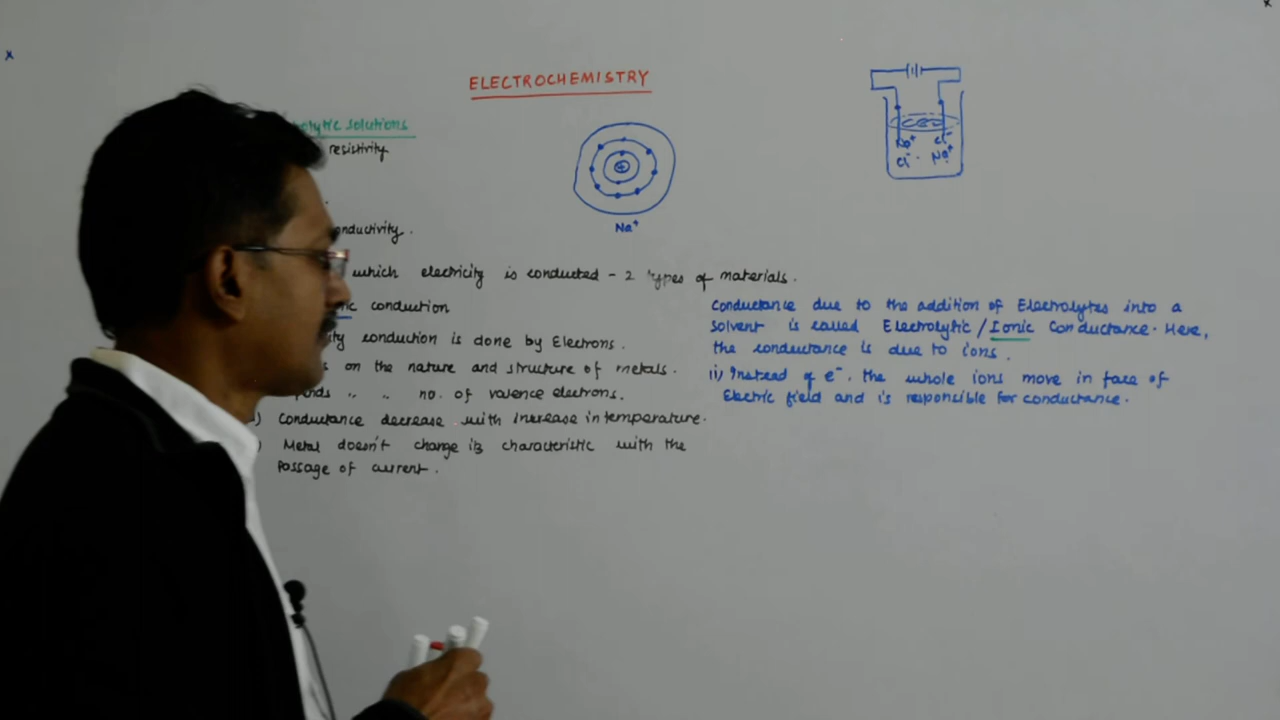 ELECTROCHEMISTRY
solutions
resistivity
which electricity is conducted - 2 types of materials.
conduction
conduction is done by Electrons.
on the nature and structure of metals.
" " no. of valence electrons.
Conductance decrease with Increase in temperature.
Metal doesn't change its characteristic with the
Passage of current.
Na⁺
Na⁺ Cl⁻
Cl⁻ Na⁺
Conductance due to the addition of Electrolytes into a
Solvent is called Electrolytic / Ionic Conductance. Here,
the conductance is due to ions.
ii) Instead of e⁻, the whole ions move in face of
Electric field and is responsible for conductance.